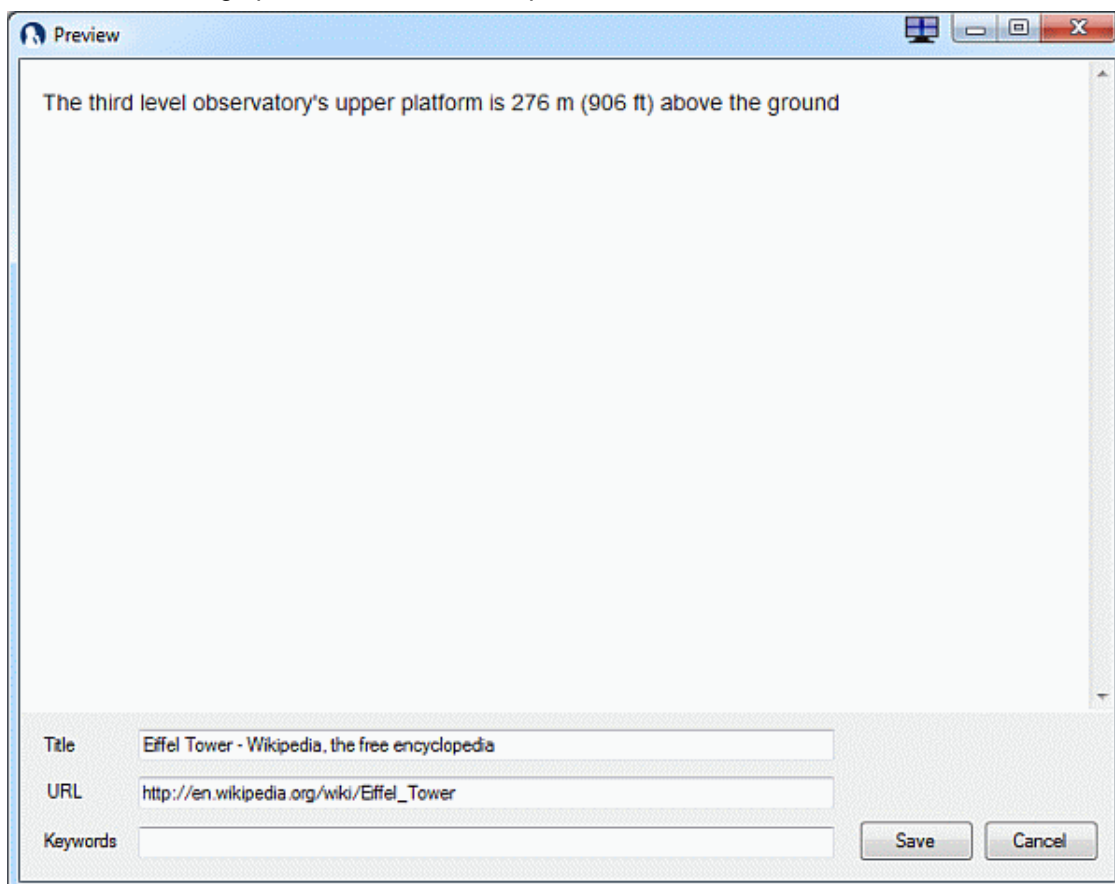 Preview
The third level observatory's upper platform is 276 m (906 ft) above the ground
Title Eiffel Tower - Wikipedia, the free encyclopedia
URL http://en.wikipedia.org/wiki/Eiffel_Tower
Keywords
Save Cancel